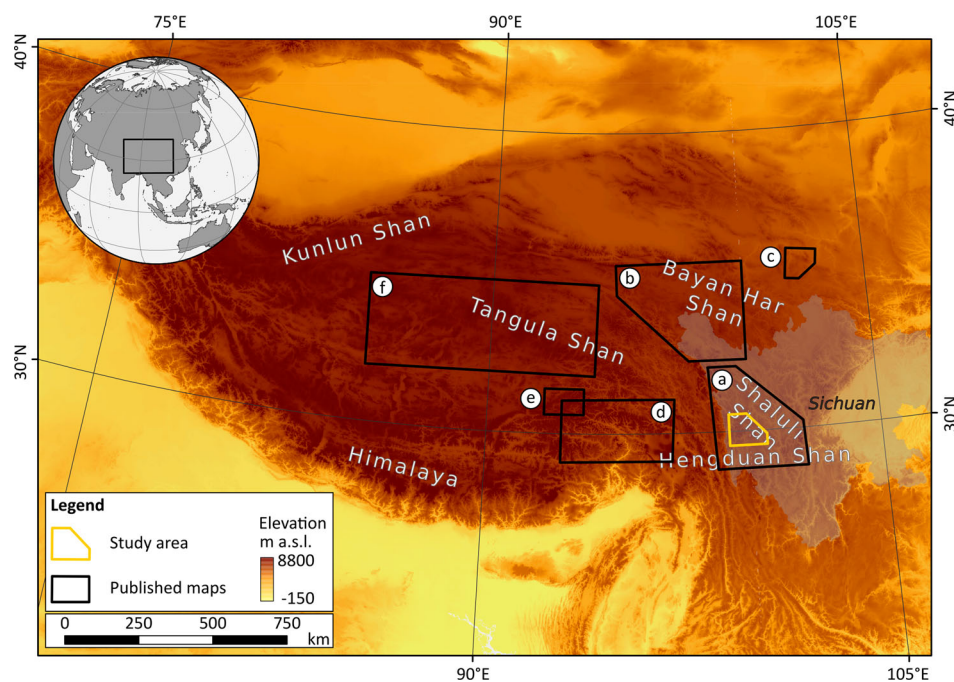 75°E
90°E
105°E
40°N
40°N
Kunlun Shan
c
b
Bayan Har
Shan
f
Tangula Shan
30°N
a
Shaluli
Shan
Sichuan
e
d
30°N
Hengduan Shan
Himalaya
Legend
Study area
Published maps
Elevation
m a.s.l.
8800
-150
0 250 500 750
km
90°E
105°E